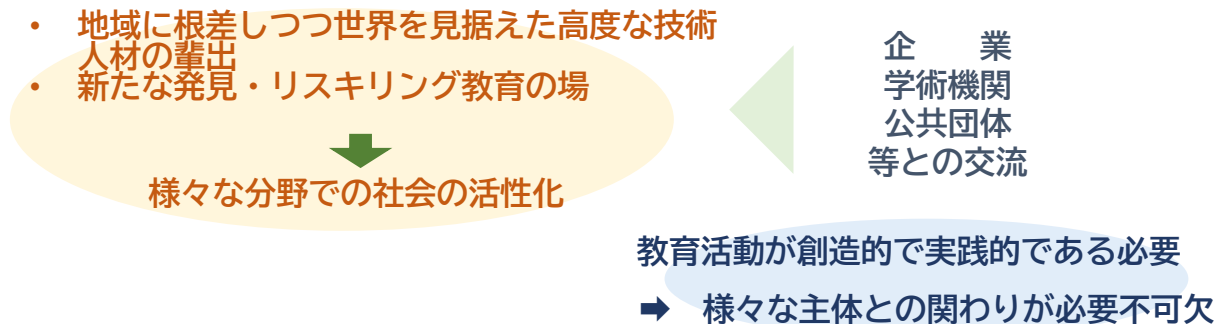 • 地域に根差しつつ世界を見据えた高度な技術
人材の輩出
• 新たな発見・リスキリング教育の場
様々な分野での社会の活性化
企　業
学術機関
公共団体
等との交流
教育活動が創造的で実践的である必要
➡ 様々な主体との関わりが必要不可欠